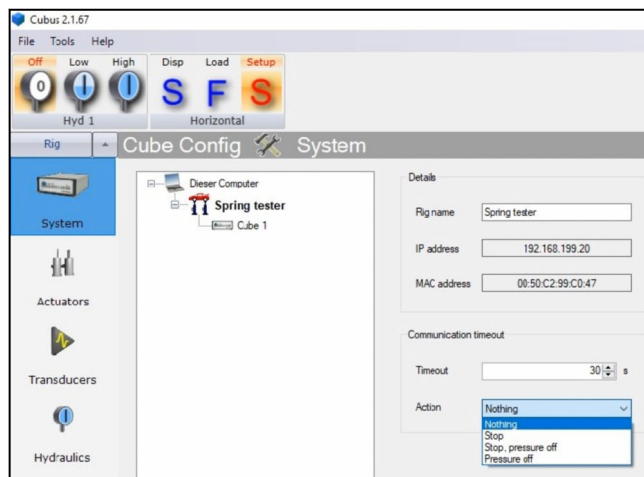 Cubus 2.1.67
File Tools Help
Off Low High
0
Hyd 1
Disp Load Setup
S F S
Horizontal
Rig
Cube Config System
System
Actuators
Transducers
Hydraulics
Dieser Computer
Spring tester
Cube 1
Details
Rig name Spring tester
IP address 192.168.199.20
MAC address 00:50:C2:99:C0:47
Communication timeout
Timeout 30 s
Action Nothing
Nothing
Stop
Stop, pressure off
Pressure off